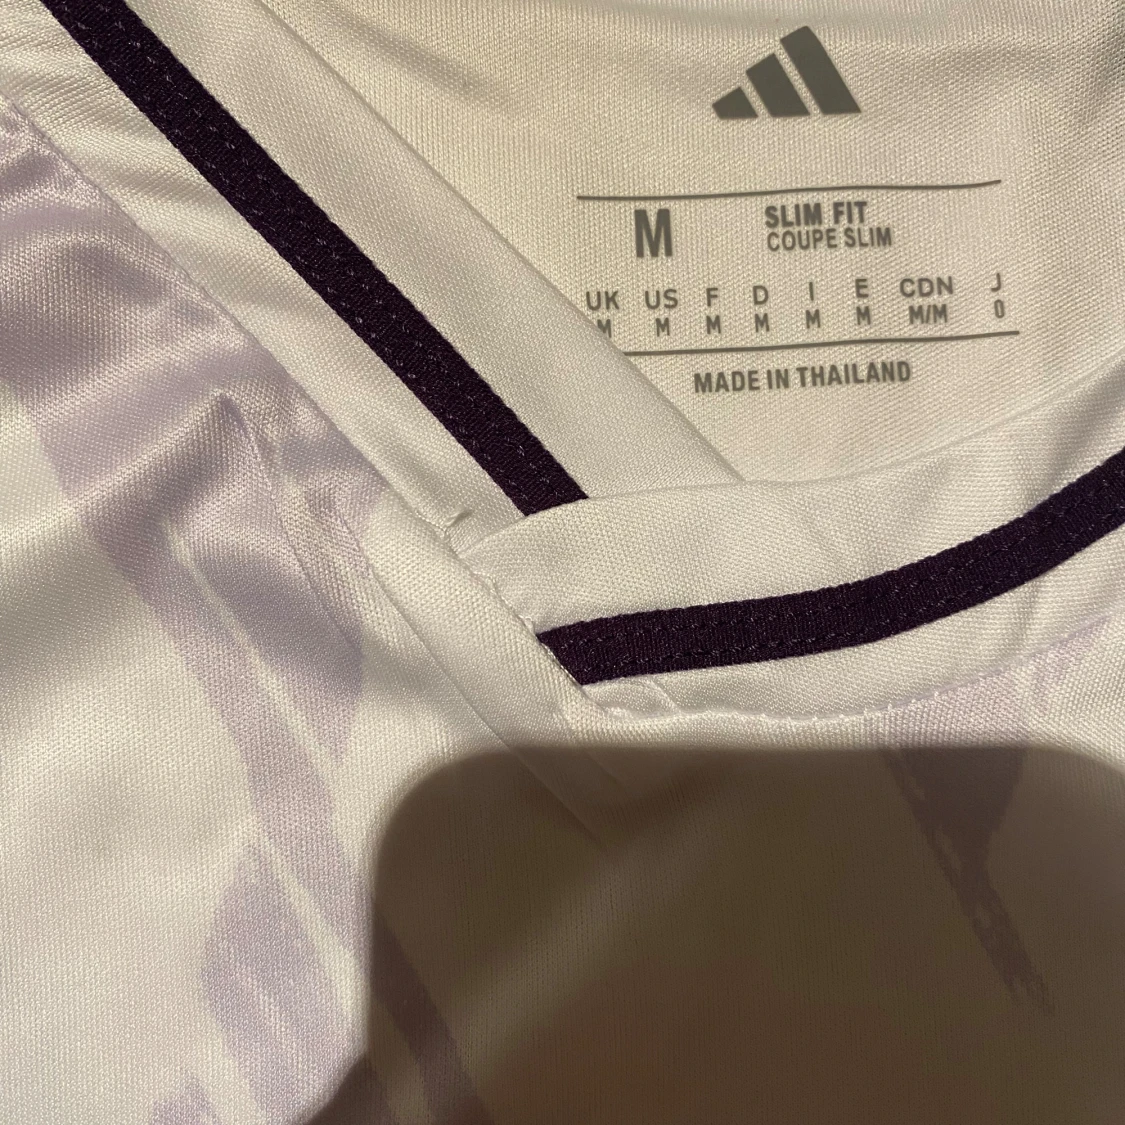 M SLIM FIT
COUPE SLIM
UK US F D I E CDN J
M M M M M M M/M O
MADE IN THAILAND